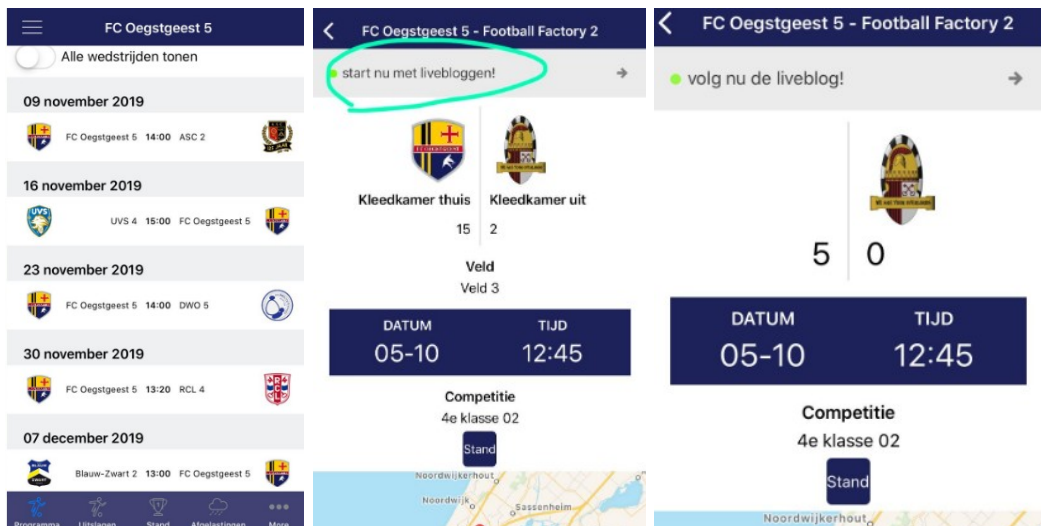 FC Oegstgeest 5
Alle wedstrijden tonen
09 november 2019
FC Oegstgeest 5 14:00 ASC 2
16 november 2019
UVS
UVS 4 15:00 FC Oegstgeest 5
23 november 2019
FC Oegstgeest 5 14:00 DWO 5
30 november 2019
FC Oegstgeest 5 13:20 RCL 4
RCL
07 december 2019
Blauw-Zwart 2 13:00 FC Oegstgeest 5
Programma Uitslagen Stand Afgelastingen More
FC Oegstgeest 5 - Football Factory 2
start nu met livebloggen!
FC OEGSTGEEST
Kleedkamer thuis Kleedkamer uit
15 2
Veld
Veld 3
DATUM TIJD
05-10 12:45
Competitie
4e klasse 02
Stand
Noordwijkerhout
Noordwijk
Sassenheim
FC Oegstgeest 5 - Football Factory 2
volg nu de liveblog!
5 0
DATUM TIJD
05-10 12:45
Competitie
4e klasse 02
Stand
Noordwijkerhout